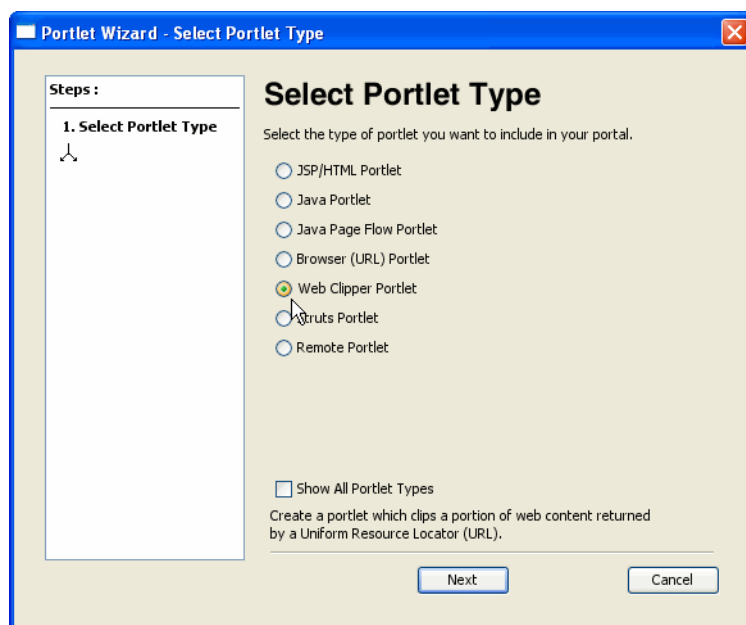 Portlet Wizard - Select Portlet Type
Steps :
1. Select Portlet Type
Select Portlet Type
Select the type of portlet you want to include in your portal.
JSP/HTML Portlet
Java Portlet
Java Page Flow Portlet
Browser (URL) Portlet
Web Clipper Portlet
Struts Portlet
Remote Portlet
Show All Portlet Types
Create a portlet which clips a portion of web content returned
by a Uniform Resource Locator (URL).
Next
Cancel